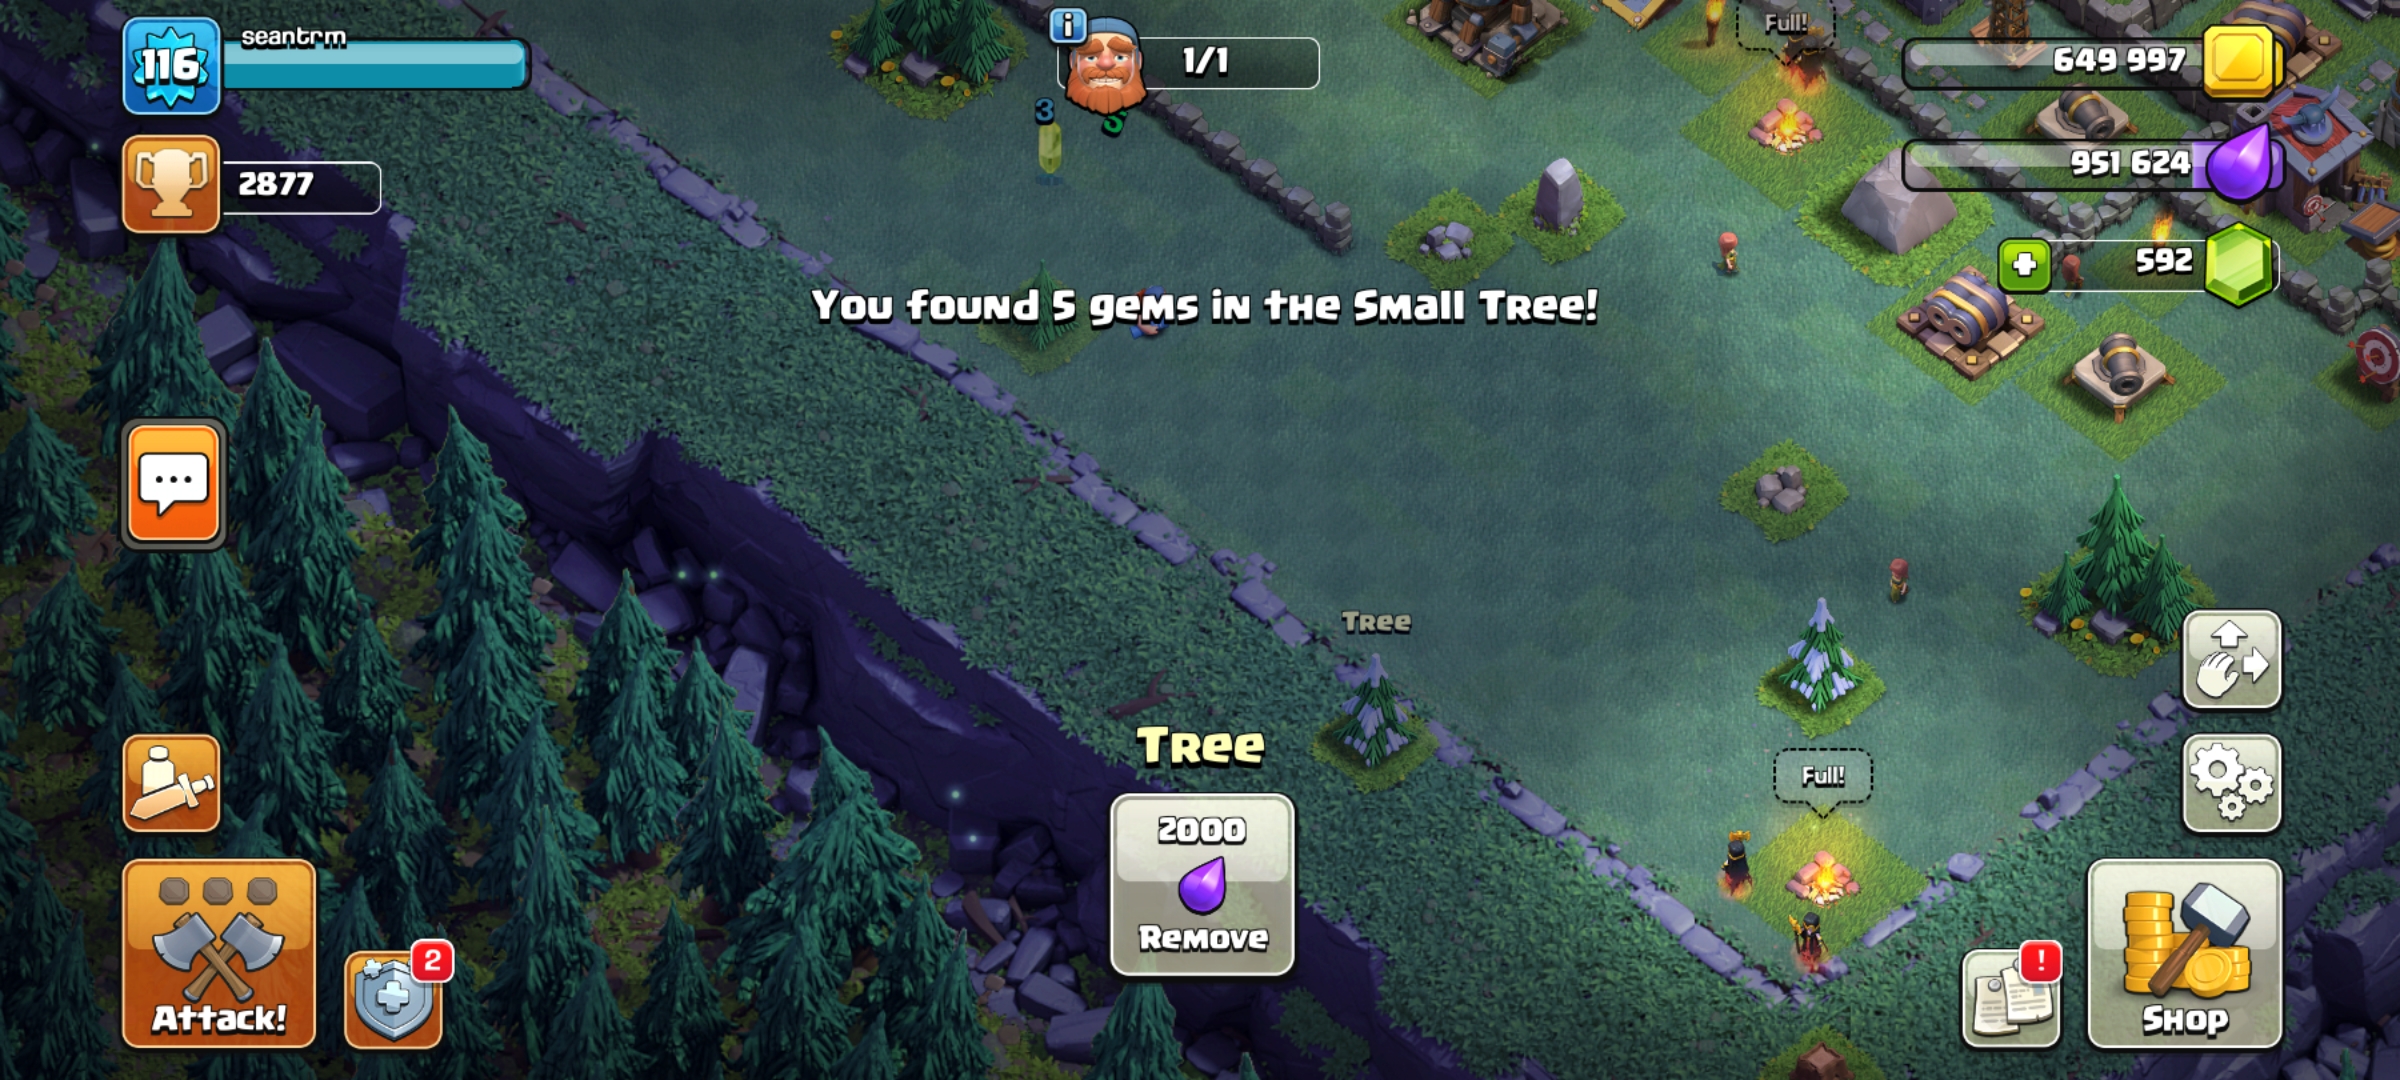 116
seantrm
1/1
Full!
649 997
3
5
2877
951 624
592
You found 5 gems in the Small Tree!
Tree
Tree
Full!
2000
Remove
Attack!
2
!
Shop